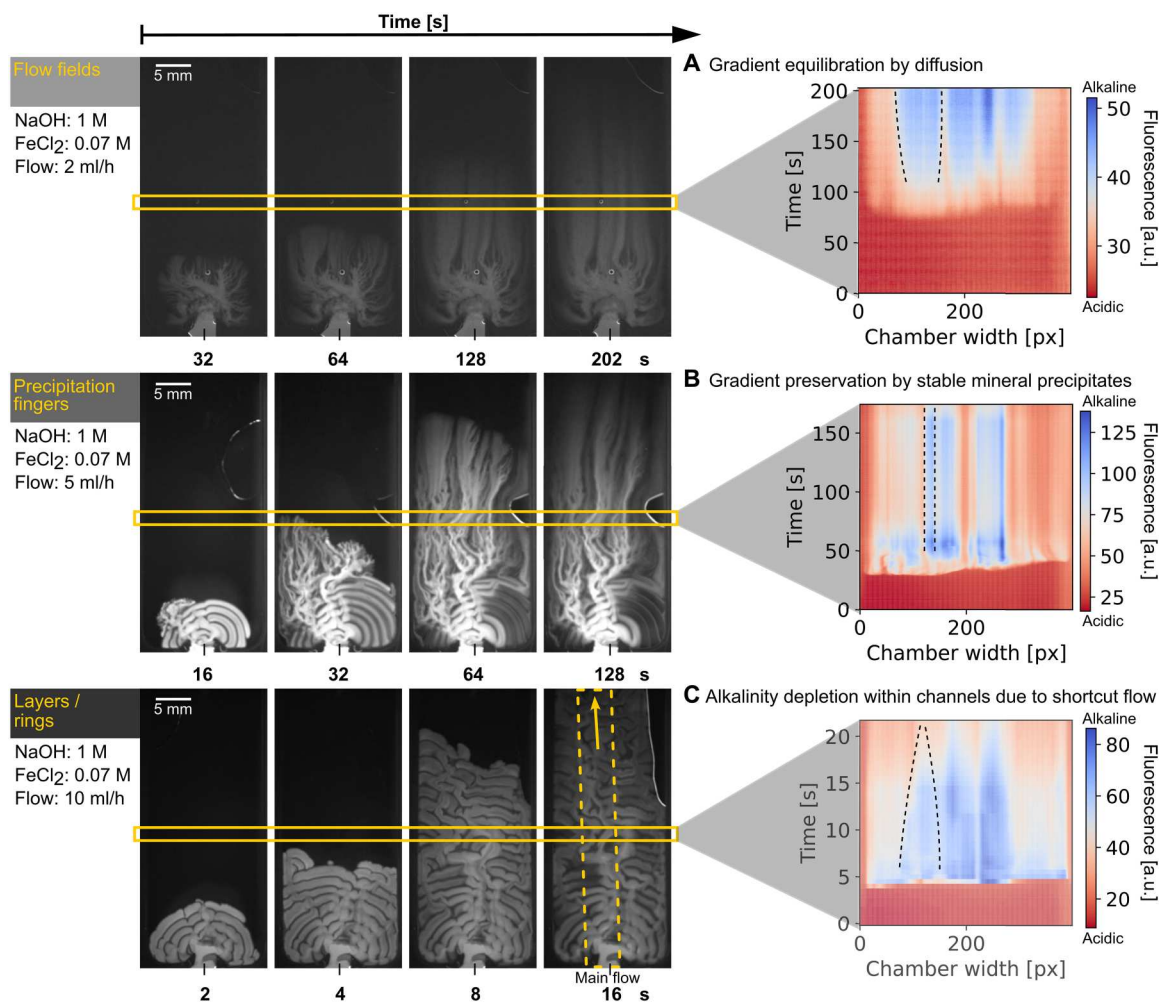 Time [s]
Flow fields
NaOH: 1 M
FeCl2: 0.07 M
Flow: 2 ml/h
5 mm
32
64
128
202 s
A Gradient equilibration by diffusion
200
150
100
50
0
Time [s]
0
200
Chamber width [px]
Alkaline
50
40
30
Acidic
Fluorescence [a.u.]
Precipitation
fingers
NaOH: 1 M
FeCl2: 0.07 M
Flow: 5 ml/h
5 mm
16
32
64
128 s
B Gradient preservation by stable mineral precipitates
150
100
50
0
Time [s]
0
200
Chamber width [px]
Alkaline
125
100
75
50
25
Acidic
Fluorescence [a.u.]
Layers /
rings
NaOH: 1 M
FeCl2: 0.07 M
Flow: 10 ml/h
5 mm
Main flow
2
4
8
16 s
C Alkalinity depletion within channels due to shortcut flow
20
15
10
5
0
Time [s]
0
200
Chamber width [px]
Alkaline
80
60
40
20
Acidic
Fluorescence [a.u.]